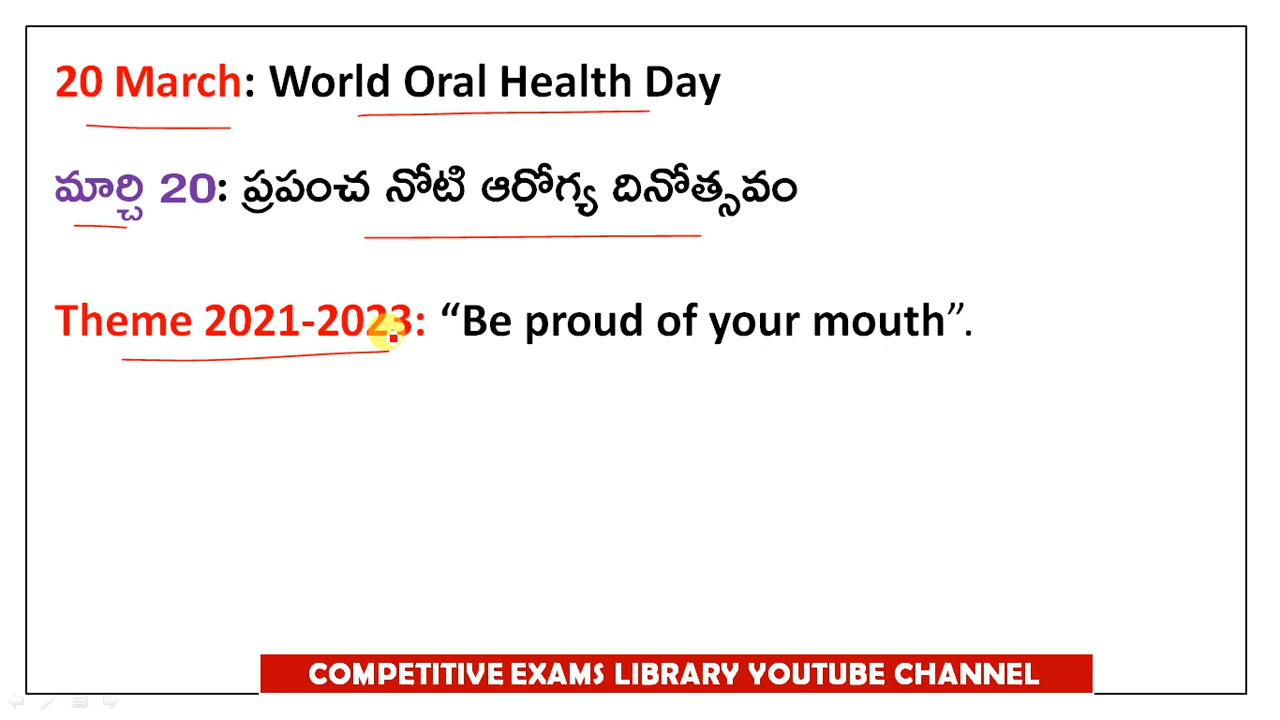 20 March: World Oral Health Day
మార్చి 20: ప్రపంచ నోటి ఆరోగ్య దినోత్సవం
Theme 2021-2023: “Be proud of your mouth”.
COMPETITIVE EXAMS LIBRARY YOUTUBE CHANNEL